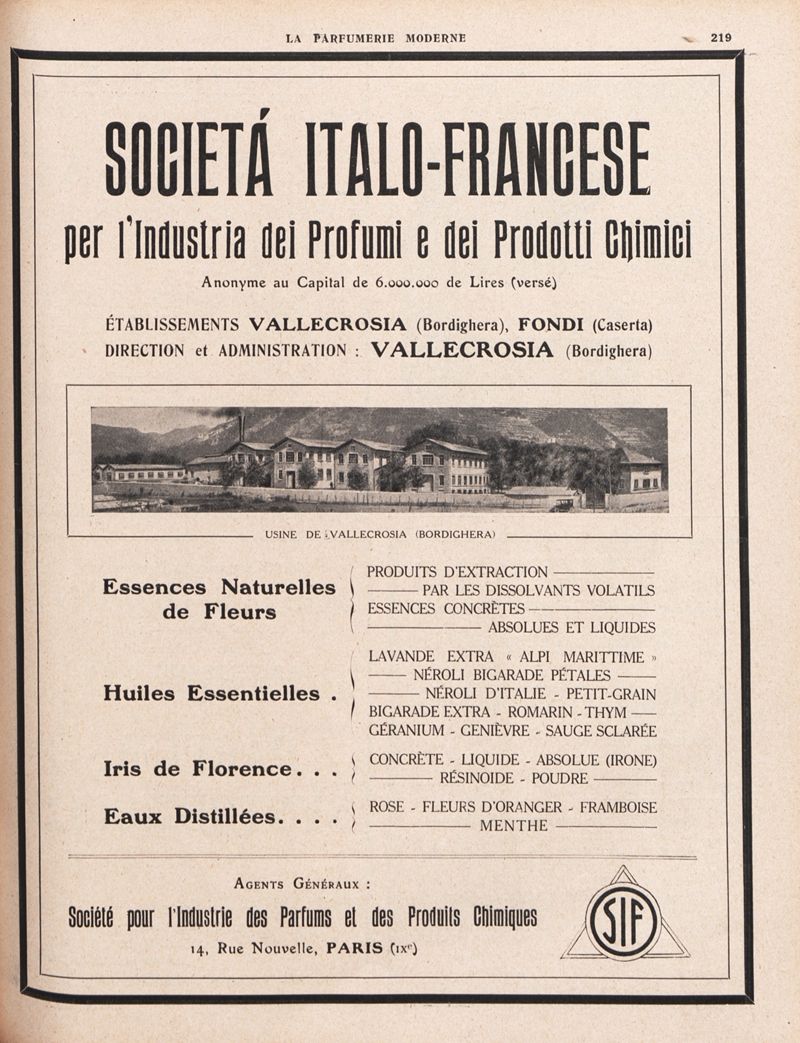 LA PARFUMERIE MODERNE 219
SOCIETÁ ITALO-FRANCESE
per l'Industria dei Profumi e dei Prodotti Chimici
Anonyme au Capital de 6.000.000 de Lires (versé)
ÉTABLISSEMENTS VALLECROSIA (Bordighera), FONDI (Caserta)
DIRECTION et ADMINISTRATION : VALLECROSIA (Bordighera)
USINE DE VALLECROSIA (BORDIGHERA)
Essences Naturelles
de Fleurs
PRODUITS D'EXTRACTION
PAR LES DISSOLVANTS VOLATILS
ESSENCES CONCRÈTES
ABSOLUES ET LIQUIDES
Huiles Essentielles .
LAVANDE EXTRA « ALPI MARITTIME »
NÉROLI BIGARADE PÉTALES
NÉROLI D'ITALIE - PETIT-GRAIN
BIGARADE EXTRA - ROMARIN - THYM
GÉRANIUM - GENIÈVRE - SAUGE SCLARÉE
Iris de Florence. . .
CONCRÈTE - LIQUIDE - ABSOLUE (IRONE)
RÉSINOIDE - POUDRE
Eaux Distillées. . . .
ROSE - FLEURS D'ORANGER - FRAMBOISE
MENTHE
AGENTS GÉNÉRAUX :
Société pour l'Industrie des Parfums et des Produits Chimiques
14, Rue Nouvelle, PARIS (IXe)
SIF